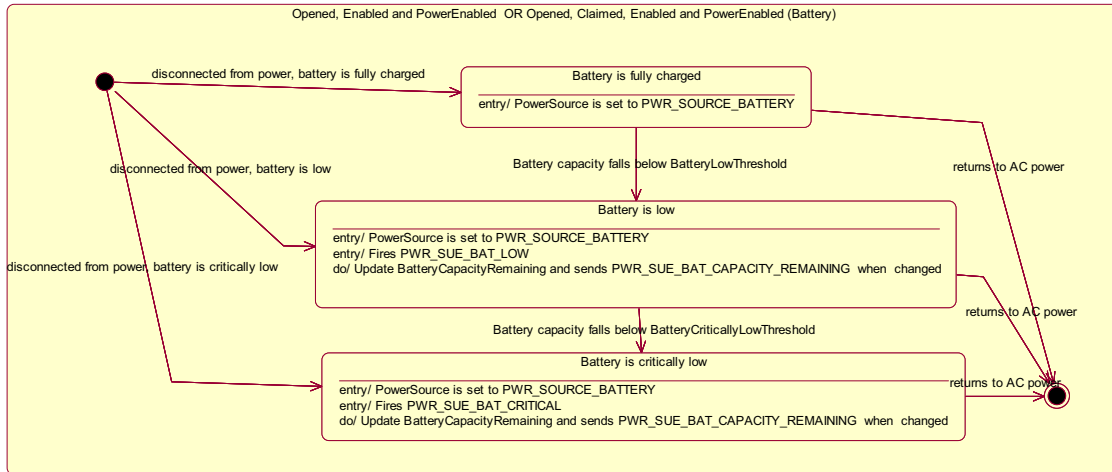 Opened, Enabled and PowerEnabled OR Opened, Claimed, Enabled and PowerEnabled (Battery)
disconnected from power, battery is fully charged
Battery is fully charged
entry/ PowerSource is set to PWR_SOURCE_BATTERY
Battery capacity falls below BatteryLowThreshold
returns to AC power
disconnected from power, battery is low
Battery is low
entry/ PowerSource is set to PWR_SOURCE_BATTERY
entry/ Fires PWR_SUE_BAT_LOW
do/ Update BatteryCapacityRemaining and sends PWR_SUE_BAT_CAPACITY_REMAINING when changed
disconnected from power, battery is critically low
returns to AC power
Battery capacity falls below BatteryCriticallyLowThreshold
Battery is critically low
entry/ PowerSource is set to PWR_SOURCE_BATTERY
entry/ Fires PWR_SUE_BAT_CRITICAL
do/ Update BatteryCapacityRemaining and sends PWR_SUE_BAT_CAPACITY_REMAINING when changed
returns to AC power